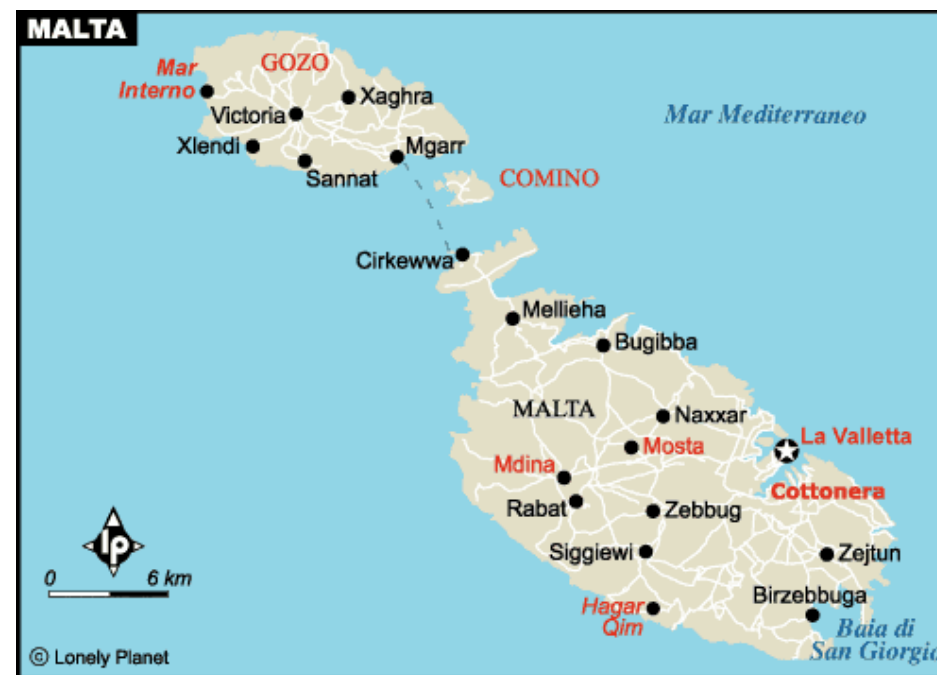 MALTA
GOZO
Mar
Interno
Xaghra
Victoria
Mar Mediterraneo
Xlendi
Mgarr
Sannat
COMINO
Cirkewwa
Mellieha
Bugibba
MALTA
Naxxar
La Valletta
Mosta
Mdina
Cottonera
Rabat
Zebbug
lp
Siggiewi
Zejtun
0 6 km
Birzebbuga
Hagar
Qim
Baia di
San Giorgio
© Lonely Planet